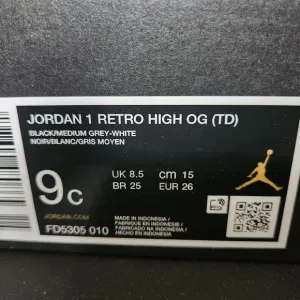 JORDAN 1 RETRO HIGH OG (TD)
BLACK/MEDIUM GREY-WHITE
NOIR/BLANC/GRIS MOYEN
9C
UK 8.5 CM 15
BR 25 EUR 26
JORDAN.COM
FD5305 010
MADE IN INDONESIA /
FABRIQUÉ EN INDONÉSIE /
FABRICADO EN INDONESIA /
HECHO EN INDONESIA